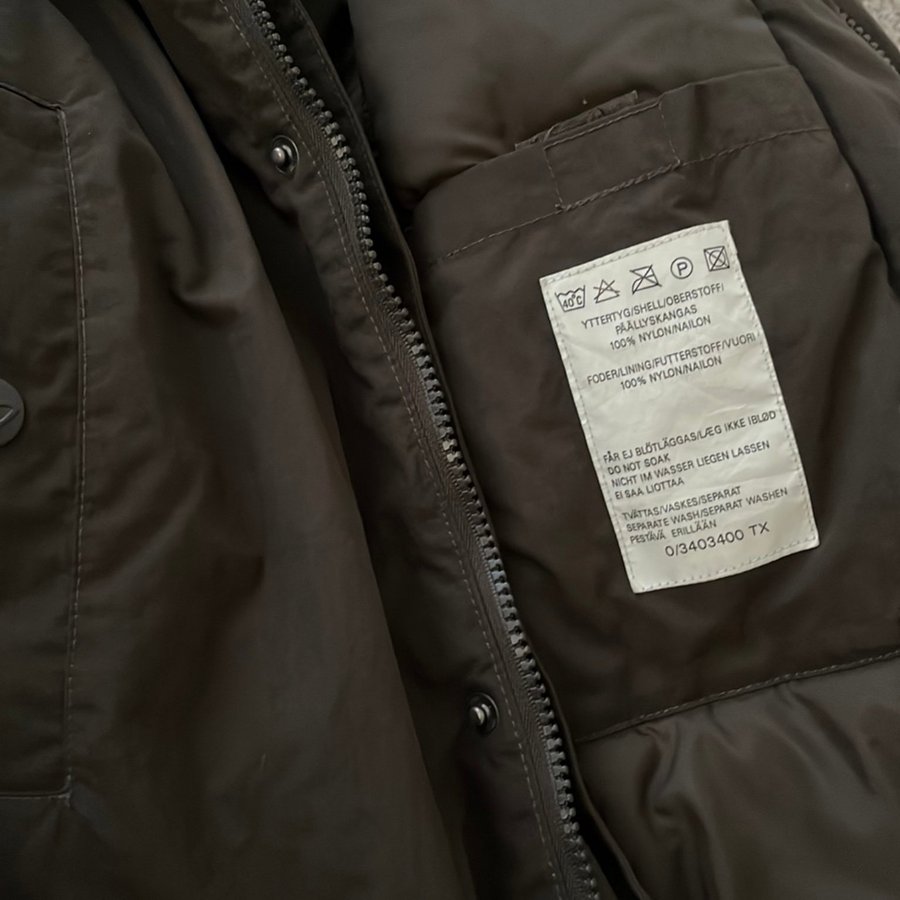 40°C P
YTTERTYG/SHELL/OBERSTOFF/
PÄÄLLYSKANGAS
100% NYLON/NAILON
FODER/LINING/FUTTERSTOFF/VUORI
100% NYLON/NAILON
FÅR EJ BLÖTLÄGGAS/LÆG IKKE IBLØD
DO NOT SOAK
NICHT IM WASSER LIEGEN LASSEN
EI SAA LIOTTAA
TVÄTTAS/VASKES/SEPARAT
SEPARATE WASH/SEPARAT WASHEN
PESTÄVÄ ERILLÄÄN
0/3403400 TX